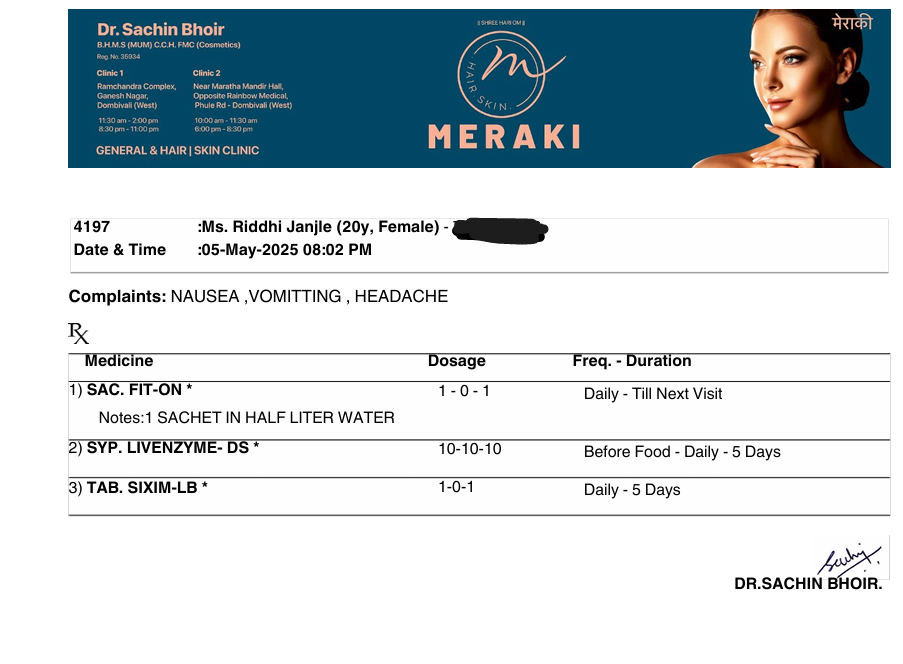 Dr. Sachin Bhoir
B.H.M.S (MUM) C.C.H. FMC (Cosmetics)
Reg. No. 35934
Clinic 1
Ramchandra Complex,
Ganesh Nagar,
Dombivali (West)
11:30 am - 2:00 pm
8:30 pm - 11:00 pm
Clinic 2
Near Maratha Mandir Hall,
Opposite Rainbow Medical,
Phule Rd - Dombivali (West)
10:00 am - 11:30 am
6:00 pm - 8:30 pm
GENERAL & HAIR | SKIN CLINIC
|| SHREE HARI OM ||
m
HAIR SKIN.
MERAKI
मेराकी
4197 :Ms. Riddhi Janjle (20y, Female) -
Date & Time :05-May-2025 08:02 PM
Complaints: NAUSEA ,VOMITTING , HEADACHE
Rx
Medicine Dosage Freq. - Duration
1) SAC. FIT-ON * 1 - 0 - 1 Daily - Till Next Visit
Notes:1 SACHET IN HALF LITER WATER
2) SYP. LIVENZYME- DS * 10-10-10 Before Food - Daily - 5 Days
3) TAB. SIXIM-LB * 1-0-1 Daily - 5 Days
Sachin
DR.SACHIN BHOIR.